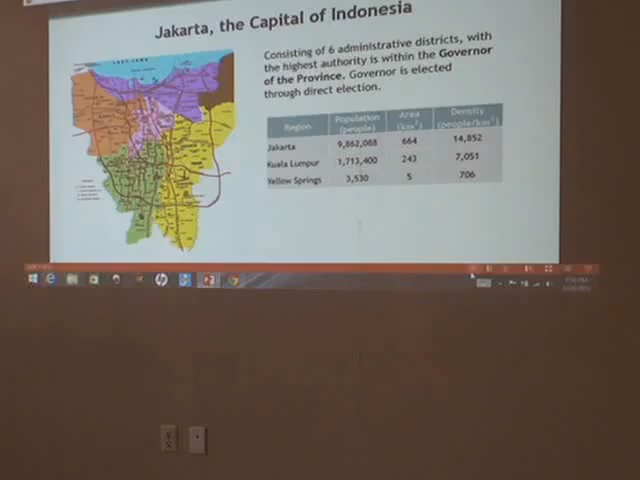 Jakarta, the Capital of Indonesia
Consisting of 6 administrative districts, with
the highest authority is within the Governor
of the Province. Governor is elected
through direct election.
Region Population (people) Area (km²) Density (people/km²)
Jakarta 9,862,088 664 14,852
Kuala Lumpur 1,713,400 243 7,051
Yellow Springs 3,530 5 706